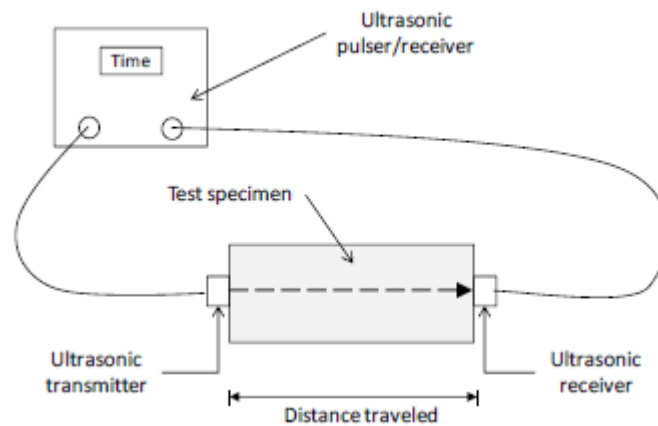 Ultrasonic
pulser/receiver
Time
Test specimen
Ultrasonic
transmitter
Ultrasonic
receiver
Distance traveled